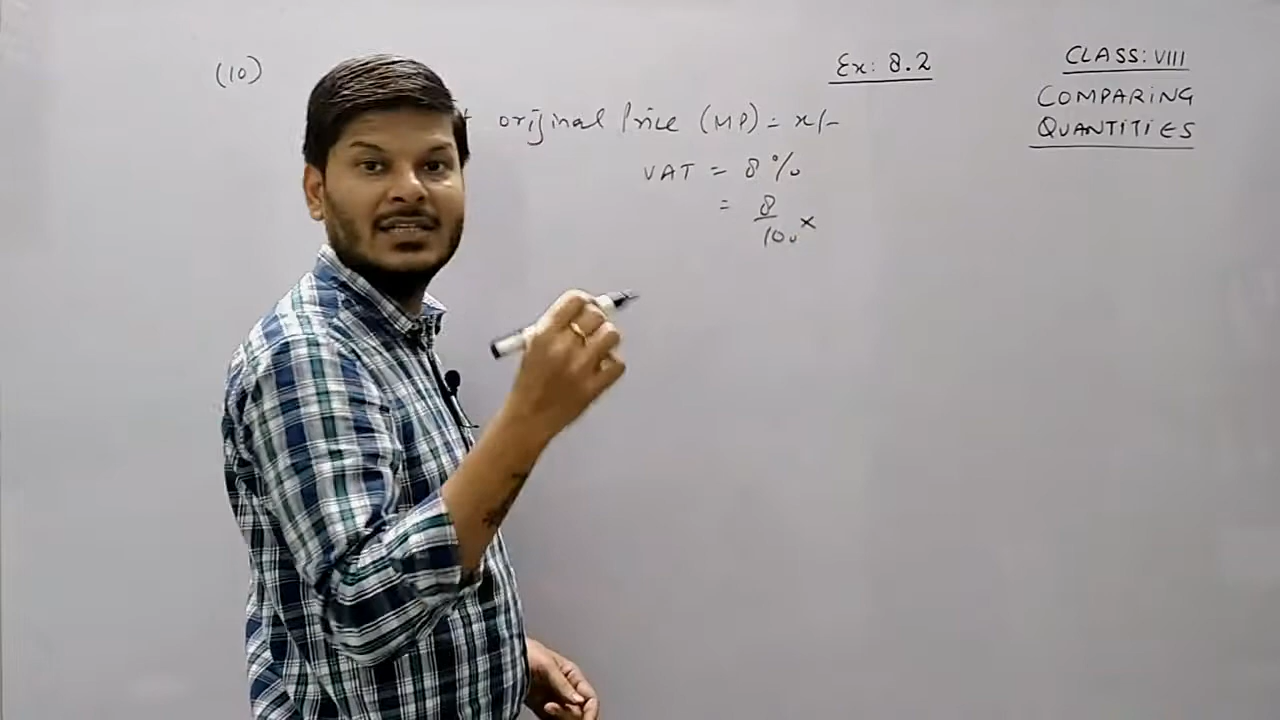 (10)
Ex: 8.2
CLASS: VIII
COMPARING
QUANTITIES
original Price (MP) = x/-
VAT = 8%
= 8/100 x